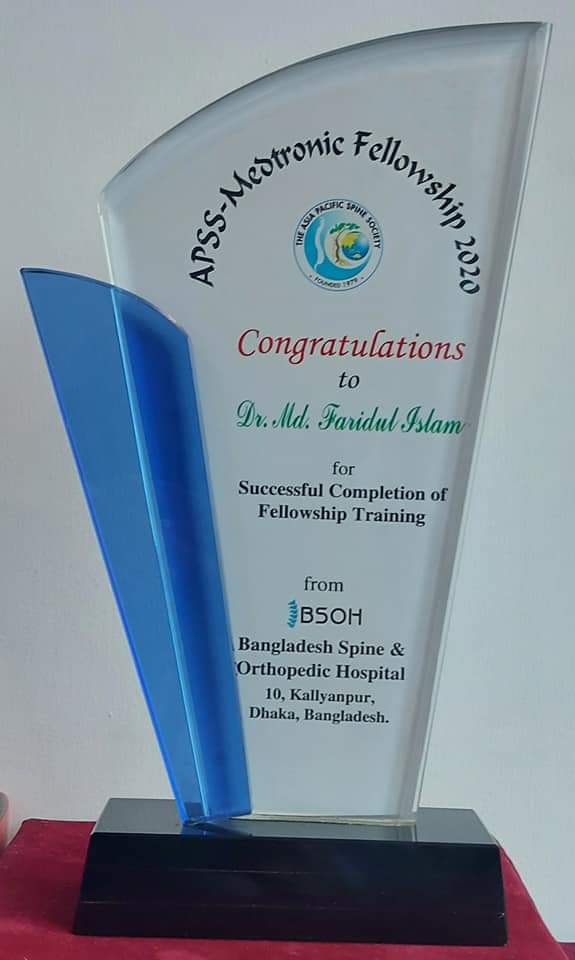 APSS-Medtronic Fellowship 2020
THE ASIA PACIFIC SPINE SOCIETY
FOUNDED 1979
Congratulations
to
Dr. Md. Faridul Islam
for
Successful Completion of
Fellowship Training
from
BSOH
Bangladesh Spine &
Orthopedic Hospital
10, Kallyanpur,
Dhaka, Bangladesh.